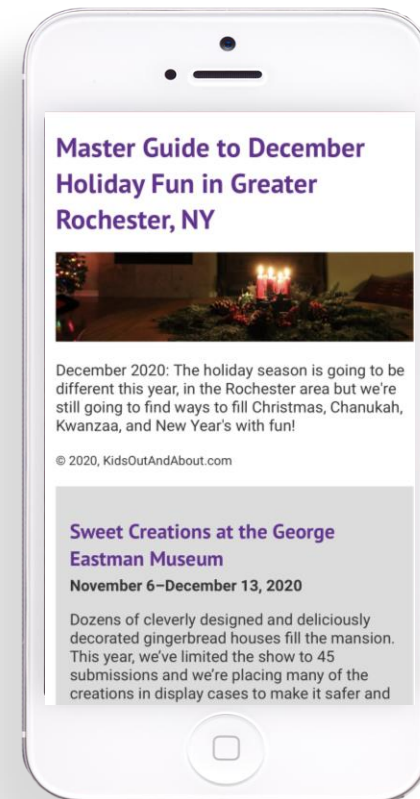 Master Guide to December
Holiday Fun in Greater
Rochester, NY
December 2020: The holiday season is going to be
different this year, in the Rochester area but we're
still going to find ways to fill Christmas, Chanukah,
Kwanzaa, and New Year's with fun!
© 2020, KidsOutAndAbout.com
Sweet Creations at the George
Eastman Museum
November 6–December 13, 2020
Dozens of cleverly designed and deliciously
decorated gingerbread houses fill the mansion.
This year, we’ve limited the show to 45
submissions and we’re placing many of the
creations in display cases to make it safer and